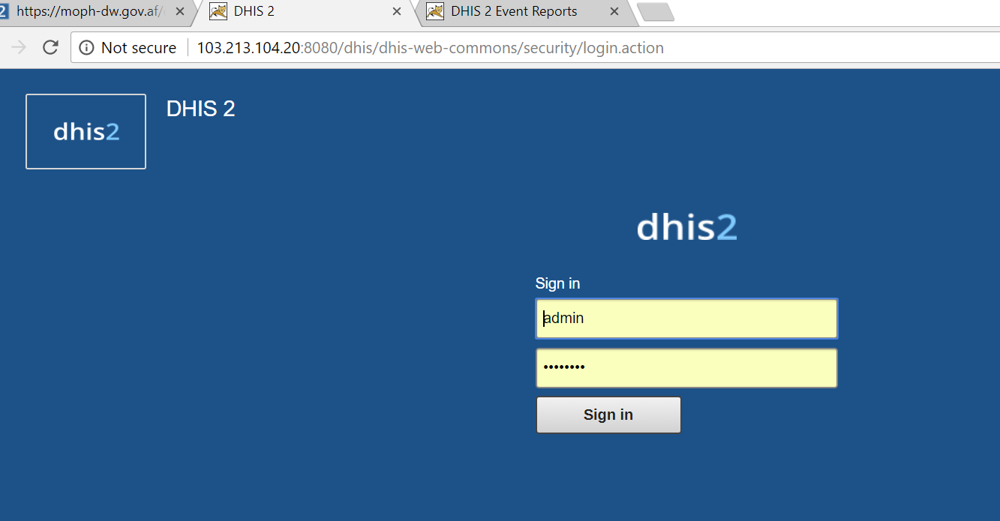 https://moph-dw.gov.af/
DHIS 2
DHIS 2 Event Reports
Not secure
103.213.104.20:8080/dhis/dhis-web-commons/security/login.action
dhis2
DHIS 2
dhis2
Sign in
admin
••••••••
Sign in